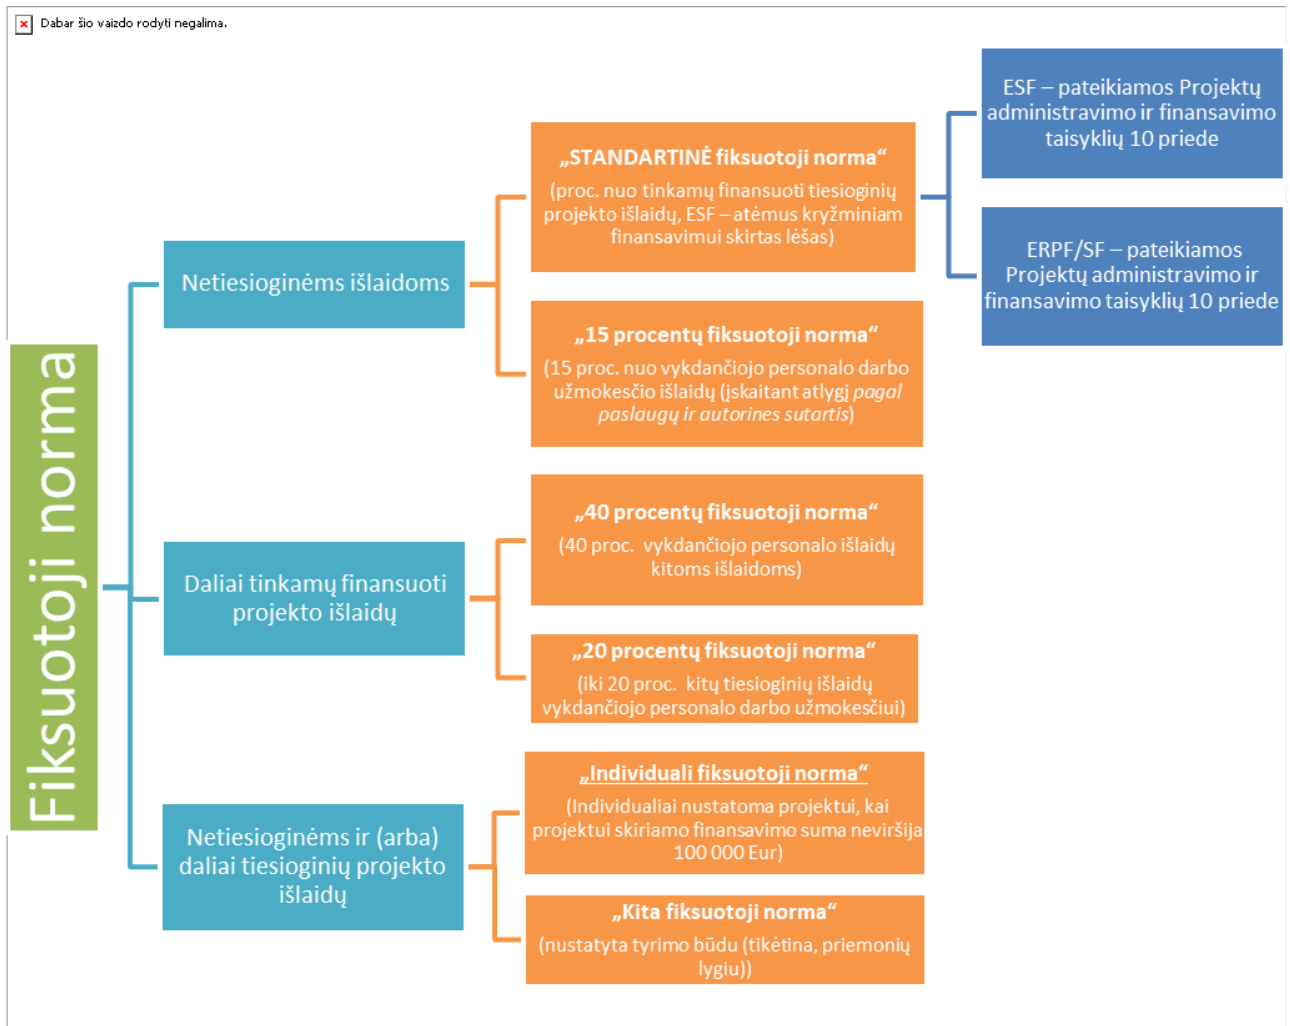 Dabar šio vaizdo rodyti negalima.
Fiksuotoji norma
Netiesioginėms išlaidoms
„STANDARTINĖ fiksuotoji norma“
(proc. nuo tinkamų finansuoti tiesioginių
projekto išlaidų, ESF – atėmus kryžminiam
finansavimui skirtas lėšas)
ESF – pateikiamos Projektų
administravimo ir finansavimo
taisyklių 10 priede
ERPF/SF – pateikiamos
Projektų administravimo ir
finansavimo taisyklių 10 priede
„15 procentų fiksuotoji norma“
(15 proc. nuo vykdančiojo personalo darbo
užmokesčio išlaidų (įskaitant atlygį pagal
paslaugų ir autorines sutartis)
Daliai tinkamų finansuoti
projekto išlaidų
„40 procentų fiksuotoji norma“
(40 proc. vykdančiojo personalo išlaidų
kitoms išlaidoms)
„20 procentų fiksuotoji norma“
(iki 20 proc. kitų tiesioginių išlaidų
vykdančiojo personalo darbo užmokesčiui)
Netiesioginėms ir (arba)
daliai tiesioginių projekto
išlaidų
„Individuali fiksuotoji norma“
(Individualiai nustatoma projektui, kai
projektui skiriamo finansavimo suma neviršija
100 000 Eur)
„Kita fiksuotoji norma“
(nustatyta tyrimo būdu (tikėtina, priemonių
lygiu))